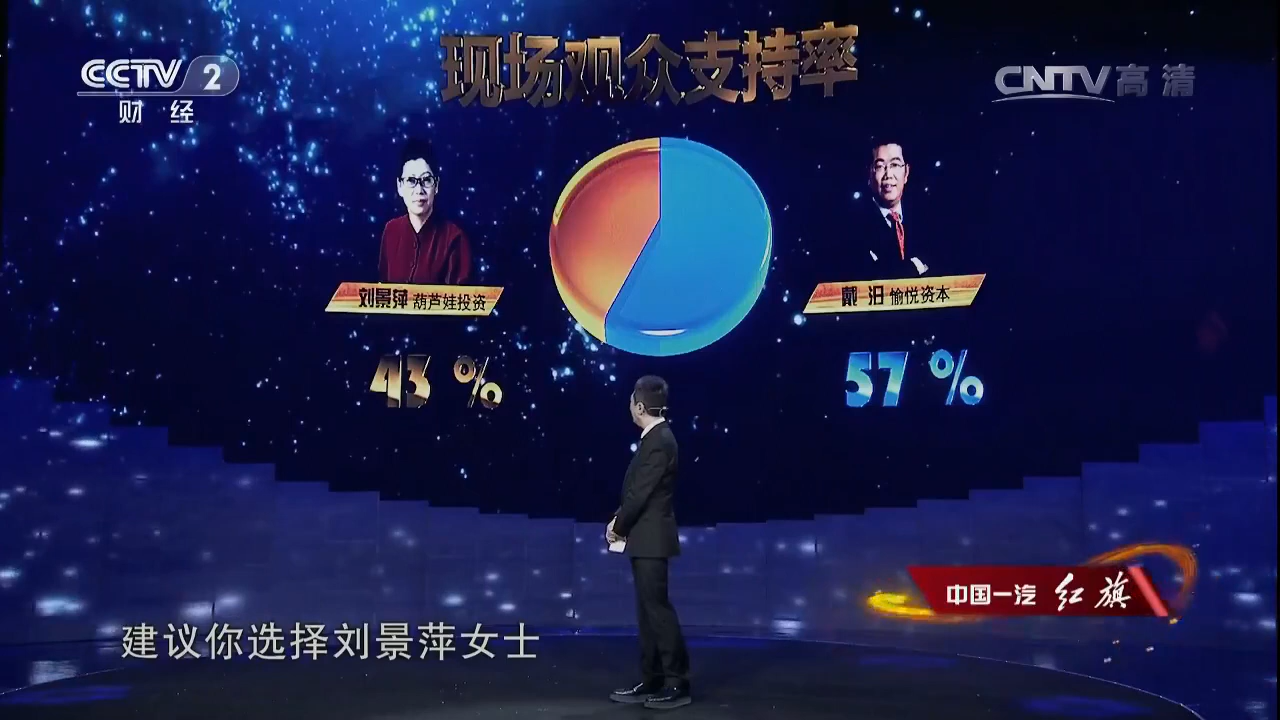 现场观众支持率
CCTV 2
财经
CNTV高清
刘景萍 葫芦娃投资
戴汨 愉悦资本
43 %
57 %
中国一汽 红旗
建议你选择刘景萍女士